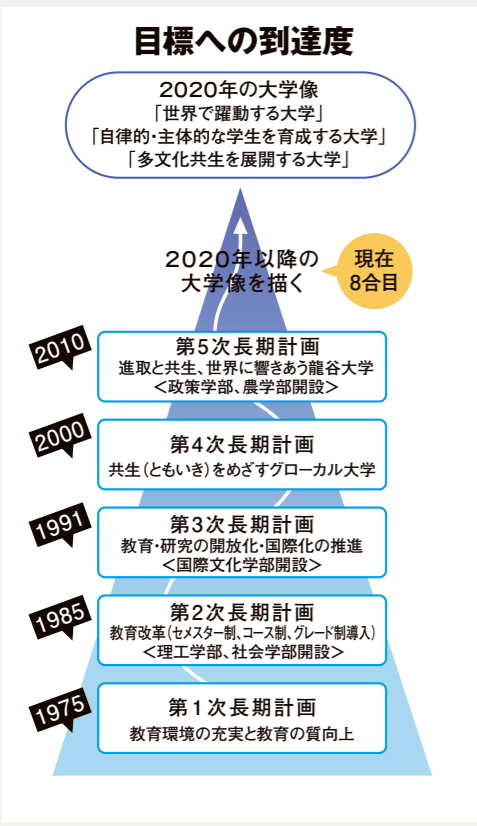 目標への到達度
2020年の大学像
「世界で躍動する大学」
「自律的・主体的な学生を育成する大学」
「多文化共生を展開する大学」
2020年以降の
大学像を描く
現在
8合目
2010
第5次長期計画
進取と共生、世界に響きあう龍谷大学
<政策学部、農学部開設>
2000
第4次長期計画
共生(ともいき)をめざすグローカル大学
1991
第3次長期計画
教育・研究の開放化・国際化の推進
<国際文化学部開設>
1985
第2次長期計画
教育改革(セメスター制、コース制、グレード制導入)
<理工学部、社会学部開設>
1975
第1次長期計画
教育環境の充実と教育の質向上